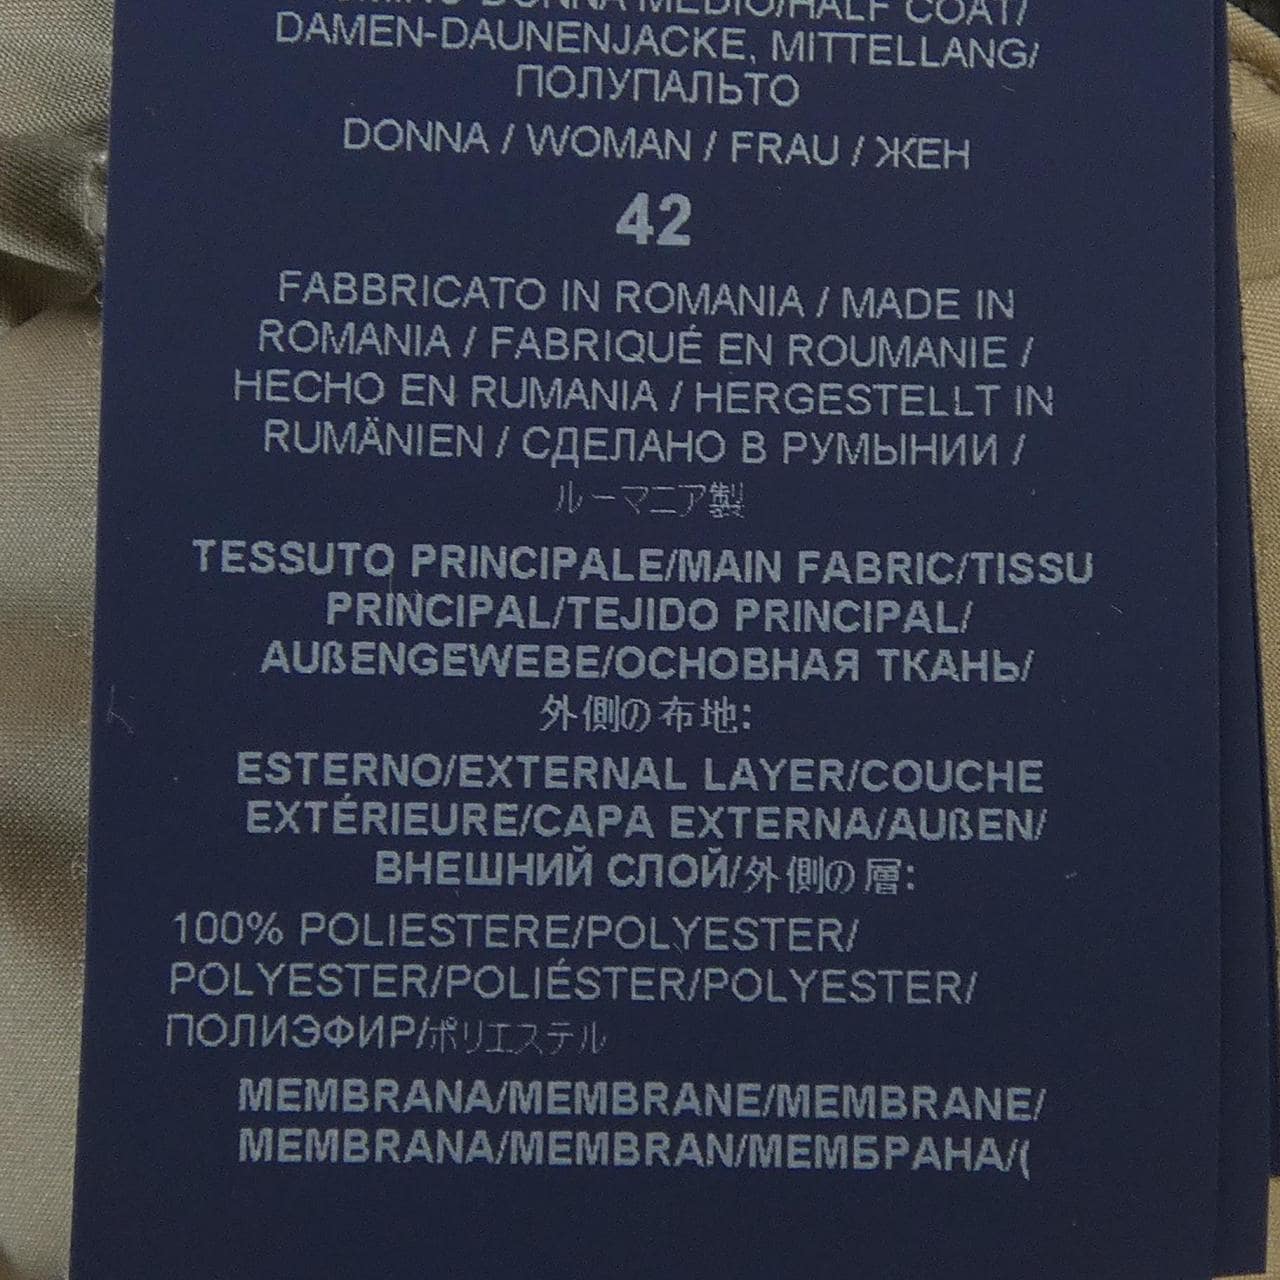 DONNA MEDIO/HALF COAT/
DAMEN-DAUNENJACKE, MITTELLANG/
ПОЛУПАЛЬТО
DONNA / WOMAN / FRAU / ЖЕН
42
FABBRICATO IN ROMANIA / MADE IN
ROMANIA / FABRIQUÉ EN ROUMANIE /
HECHO EN RUMANIA / HERGESTELLT IN
RUMÄNIEN / СДЕЛАНО В РУМЫНИИ /
ルーマニア製
TESSUTO PRINCIPALE/MAIN FABRIC/TISSU
PRINCIPAL/TEJIDO PRINCIPAL/
AUßENGEWEBE/ОСНОВНАЯ ТКАНЬ/
外側の布地:
ESTERNO/EXTERNAL LAYER/COUCHE
EXTÉRIEURE/CAPA EXTERNA/AUßEN/
ВНЕШНИЙ СЛОЙ/外側の層:
100% POLIESTERE/POLYESTER/
POLYESTER/POLIÉSTER/POLYESTER/
ПОЛИЭФИР/ポリエステル
MEMBRANA/MEMBRANE/MEMBRANE/
MEMBRANA/MEMBRAN/МЕМБРАНА/(